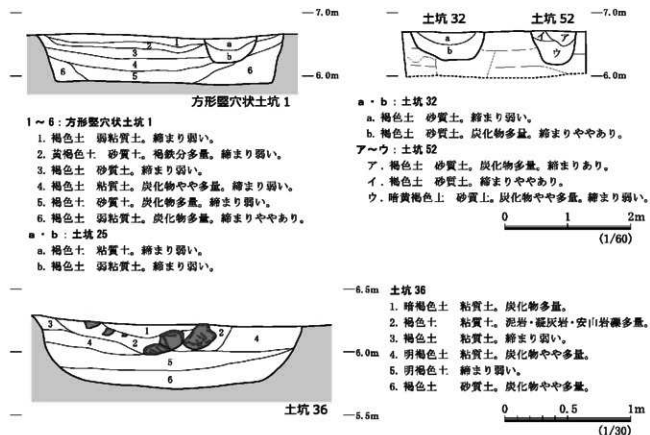 7.0m
6.0m
方形竪穴状土坑 1
1 2 3 4 5 6 6 a b
1～6：方形竪穴状土坑 1
1. 褐色土　弱粘質土。締まり弱い。
2. 黄褐色土　砂質土。褐鉄分多量。締まり弱い。
3. 褐色土　砂質土。締まり弱い。
4. 褐色土　粘質土。炭化物やや多量。締まり弱い。
5. 褐色土　砂質土。炭化物多量。締まり弱い。
6. 褐色土　弱粘質土。炭化物多量。締まりややあり。
a・b：土坑 25
a. 褐色土　粘質土。締まり弱い。
b. 褐色土　弱粘質土。締まり弱い。
土坑 32
土坑 52
a b イ ア ウ
7.0m
6.0m
a・b：土坑 32
a. 褐色土　砂質土。締まり弱い。
b. 褐色土　砂質土。炭化物多量。締まりややあり。
ア～ウ：土坑 52
ア. 褐色土　砂質土。炭化物多量。締まりあり。
イ. 褐色土　砂質土。締まりややあり。
ウ. 暗黄褐色土　砂質土。炭化物やや多量。締まり弱い。
0 1 2m
(1/60)
6.5m
6.0m
5.5m
3 4 1 2 2 4 5 6
土坑 36
土坑 36
1. 暗褐色土　粘質土。炭化物多量。
2. 褐色土　粘質土。泥岩・凝灰岩・安山岩礫多量。
3. 褐色土　粘質土。締まり弱い。
4. 明褐色土　粘質土。炭化物やや多量。
5. 明褐色土　締まり弱い。
6. 褐色土　砂質土。炭化物やや多量。
0 0.5 1m
(1/30)